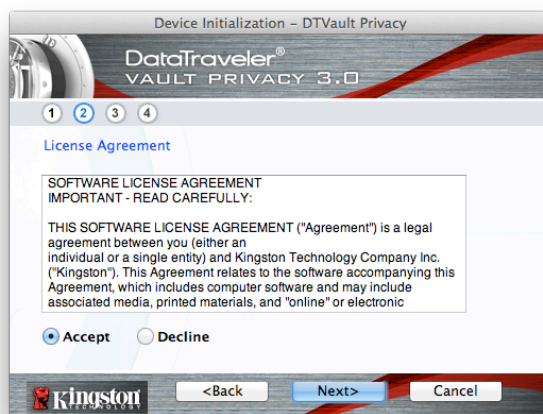 Device Initialization – DTVault Privacy
DataTraveler®
VAULT PRIVACY 3.0
1 2 3 4
License Agreement
SOFTWARE LICENSE AGREEMENT
IMPORTANT - READ CAREFULLY:
THIS SOFTWARE LICENSE AGREEMENT ("Agreement") is a legal
agreement between you (either an
individual or a single entity) and Kingston Technology Company Inc.
("Kingston"). This Agreement relates to the software accompanying this
Agreement, which includes computer software and may include
associated media, printed materials, and "online" or electronic
Accept Decline
Kingston
TECHNOLOGY
<Back Next> Cancel